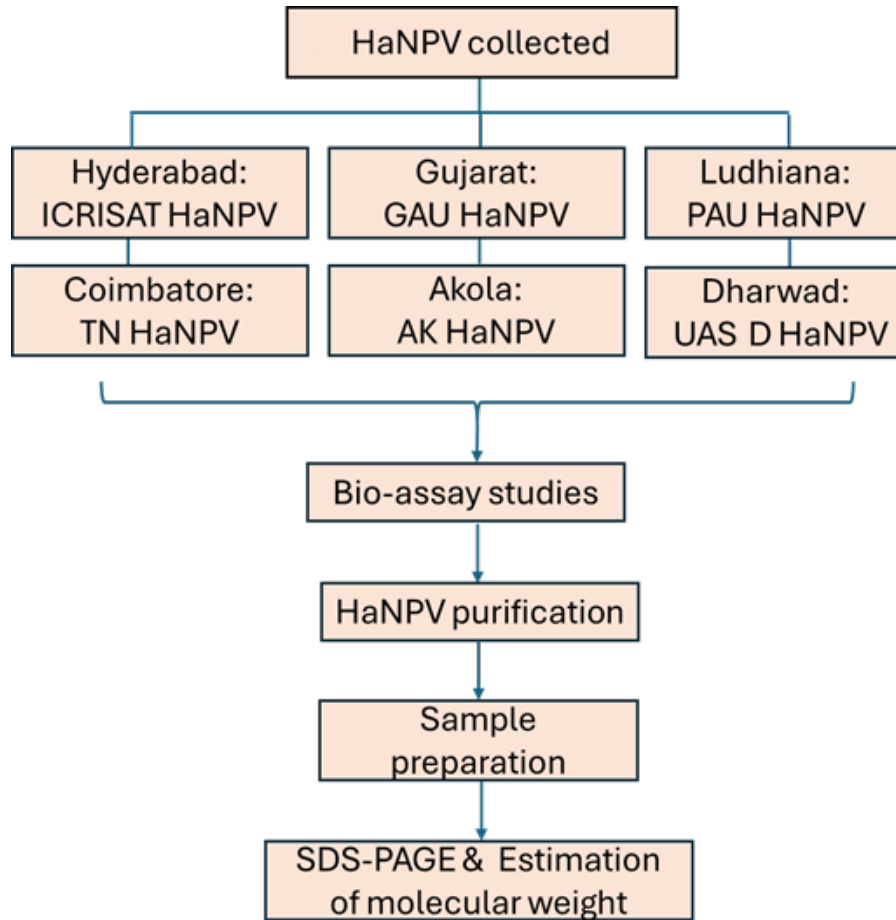 HaNPV collected
Hyderabad:
ICRISAT HaNPV
Gujarat:
GAU HaNPV
Ludhiana:
PAU HaNPV
Coimbatore:
TN HaNPV
Akola:
AK HaNPV
Dharwad:
UAS D HaNPV
Bio-assay studies
HaNPV purification
Sample
preparation
SDS-PAGE & Estimation
of molecular weight